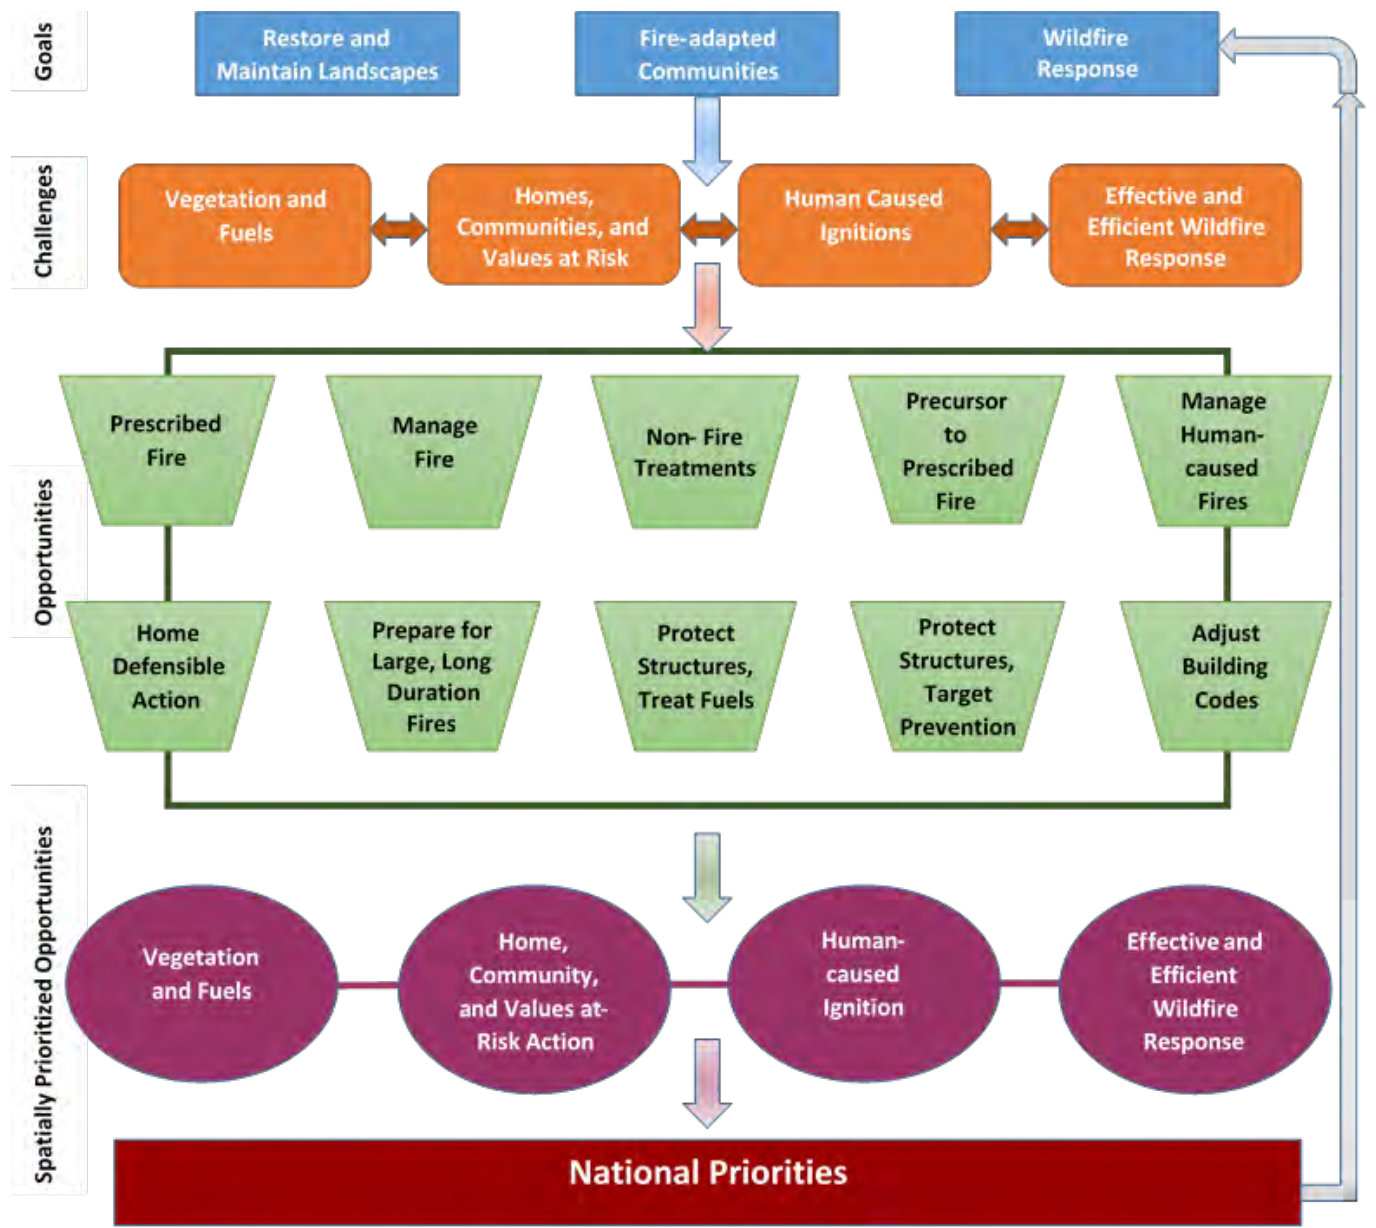 Goals
Restore and
Maintain Landscapes
Fire-adapted
Communities
Wildfire
Response
Challenges
Vegetation and
Fuels
Homes,
Communities, and
Values at Risk
Human Caused
Ignitions
Effective and
Efficient Wildfire
Response
Opportunities
Prescribed
Fire
Manage
Fire
Non- Fire
Treatments
Precursor
to
Prescribed
Fire
Manage
Human-
caused
Fires
Home
Defensible
Action
Prepare for
Large, Long
Duration
Fires
Protect
Structures,
Treat Fuels
Protect
Structures,
Target
Prevention
Adjust
Building
Codes
Spatially Prioritized Opportunities
Vegetation
and Fuels
Home,
Community,
and Values at-
Risk Action
Human-
caused
Ignition
Effective and
Efficient
Wildfire
Response
National Priorities